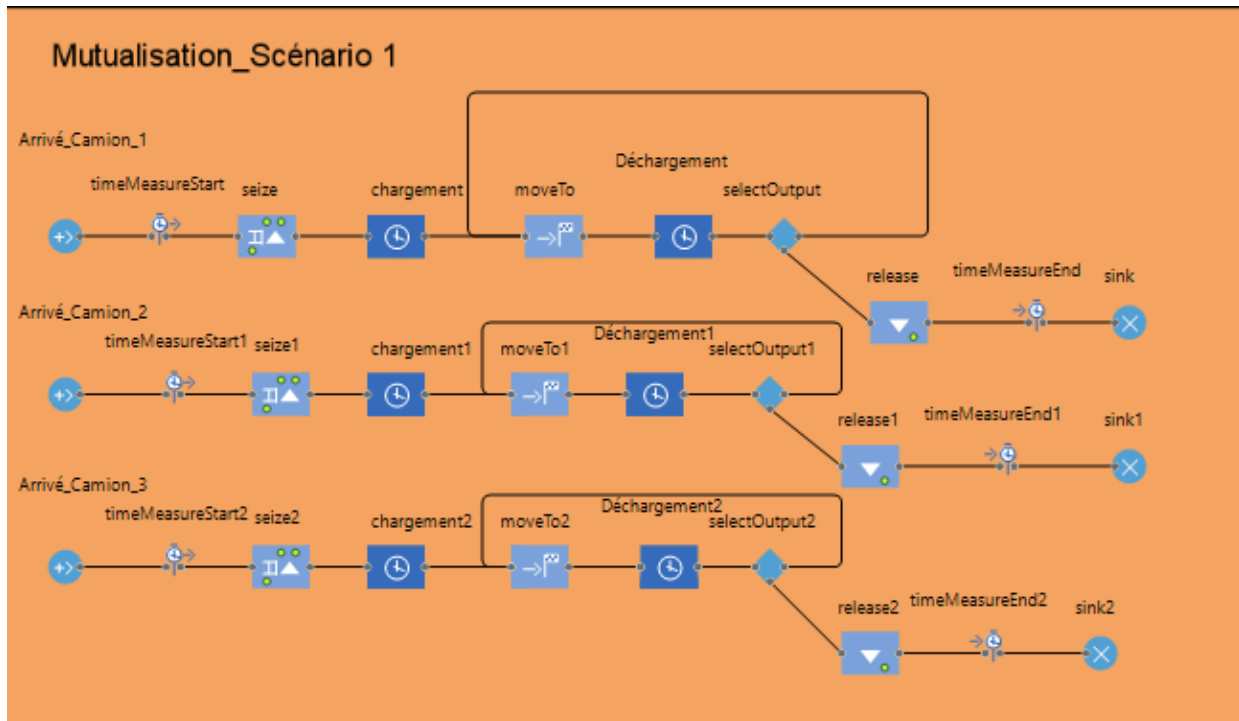 Mutualisation_Scénario 1
Arrivé_Camion_1
timeMeasureStart
seize
chargement
moveTo
Déchargement
selectOutput
release
timeMeasureEnd
sink
Arrivé_Camion_2
timeMeasureStart1
seize1
chargement1
moveTo1
Déchargement1
selectOutput1
release1
timeMeasureEnd1
sink1
Arrivé_Camion_3
timeMeasureStart2
seize2
chargement2
moveTo2
Déchargement2
selectOutput2
release2
timeMeasureEnd2
sink2